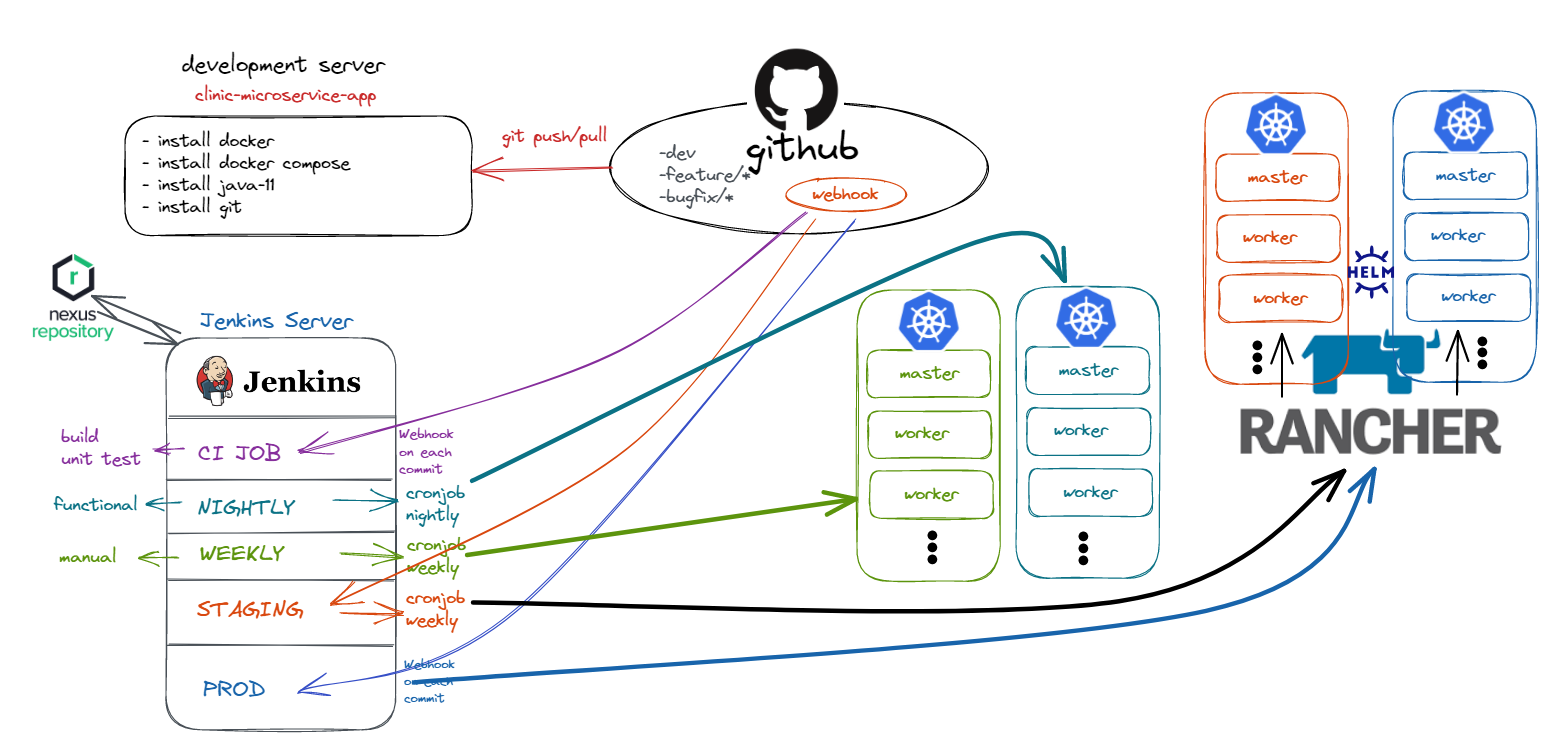 development server
clinic-microservice-app
- install docker
- install docker compose
- install java-11
- install git
git push/pull
github
-dev
-feature/*
-bugfix/*
webhook
nexus
repository
Jenkins Server
Jenkins
build
unit test
CI JOB
Webhook
on each
commit
functional
NIGHTLY
cronjob
nightly
manual
WEEKLY
cronjob
weekly
STAGING
cronjob
weekly
PROD
Webhook
on each
commit
master
worker
worker
master
worker
worker
master
worker
worker
HELM
master
worker
worker
RANCHER